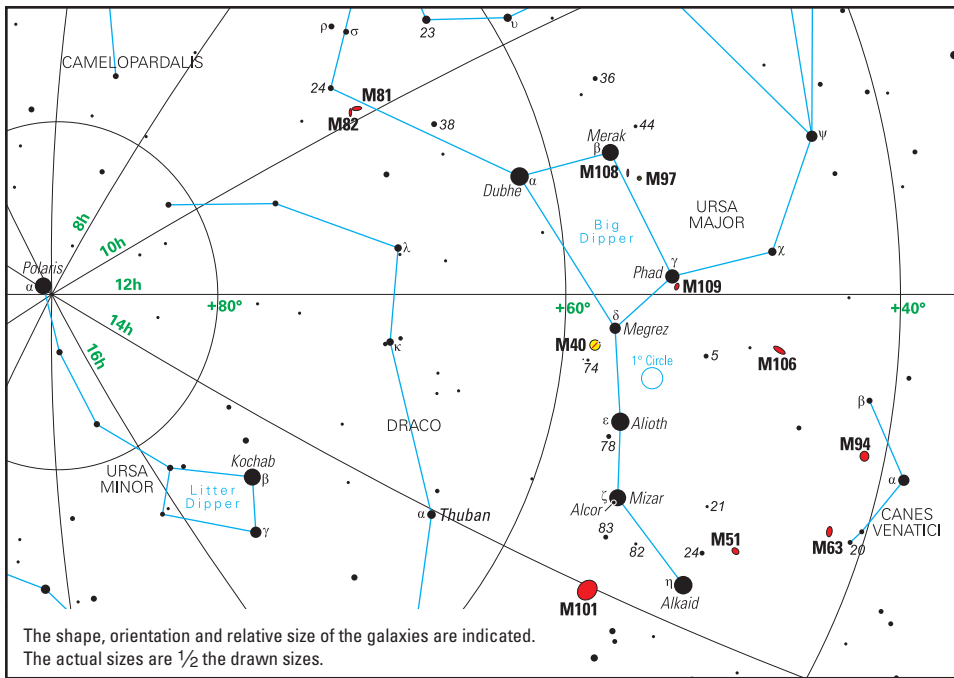 ρ
σ
23
υ
CAMELOPARDALIS
24
M81
M82
38
36
44
Merak
β
ψ
M108
M97
Dubhe
α
URSA
MAJOR
8h
Big
Dipper
10h
λ
γ
χ
Phad
Polaris
α
12h
+80°
+60°
M109
+40°
14h
δ
Megrez
16h
κ
M40
74
1º Circle
5
M106
β
DRACO
ε
Alioth
78
M94
URSA
MINOR
Kochab
β
Litter
Dipper
ζ
Mizar
Alcor
α
α
Thuban
21
CANES
VENATICI
γ
83
82
24
M51
M63
20
η
Alkaid
M101
The shape, orientation and relative size of the galaxies are indicated.
The actual sizes are 1/2 the drawn sizes.